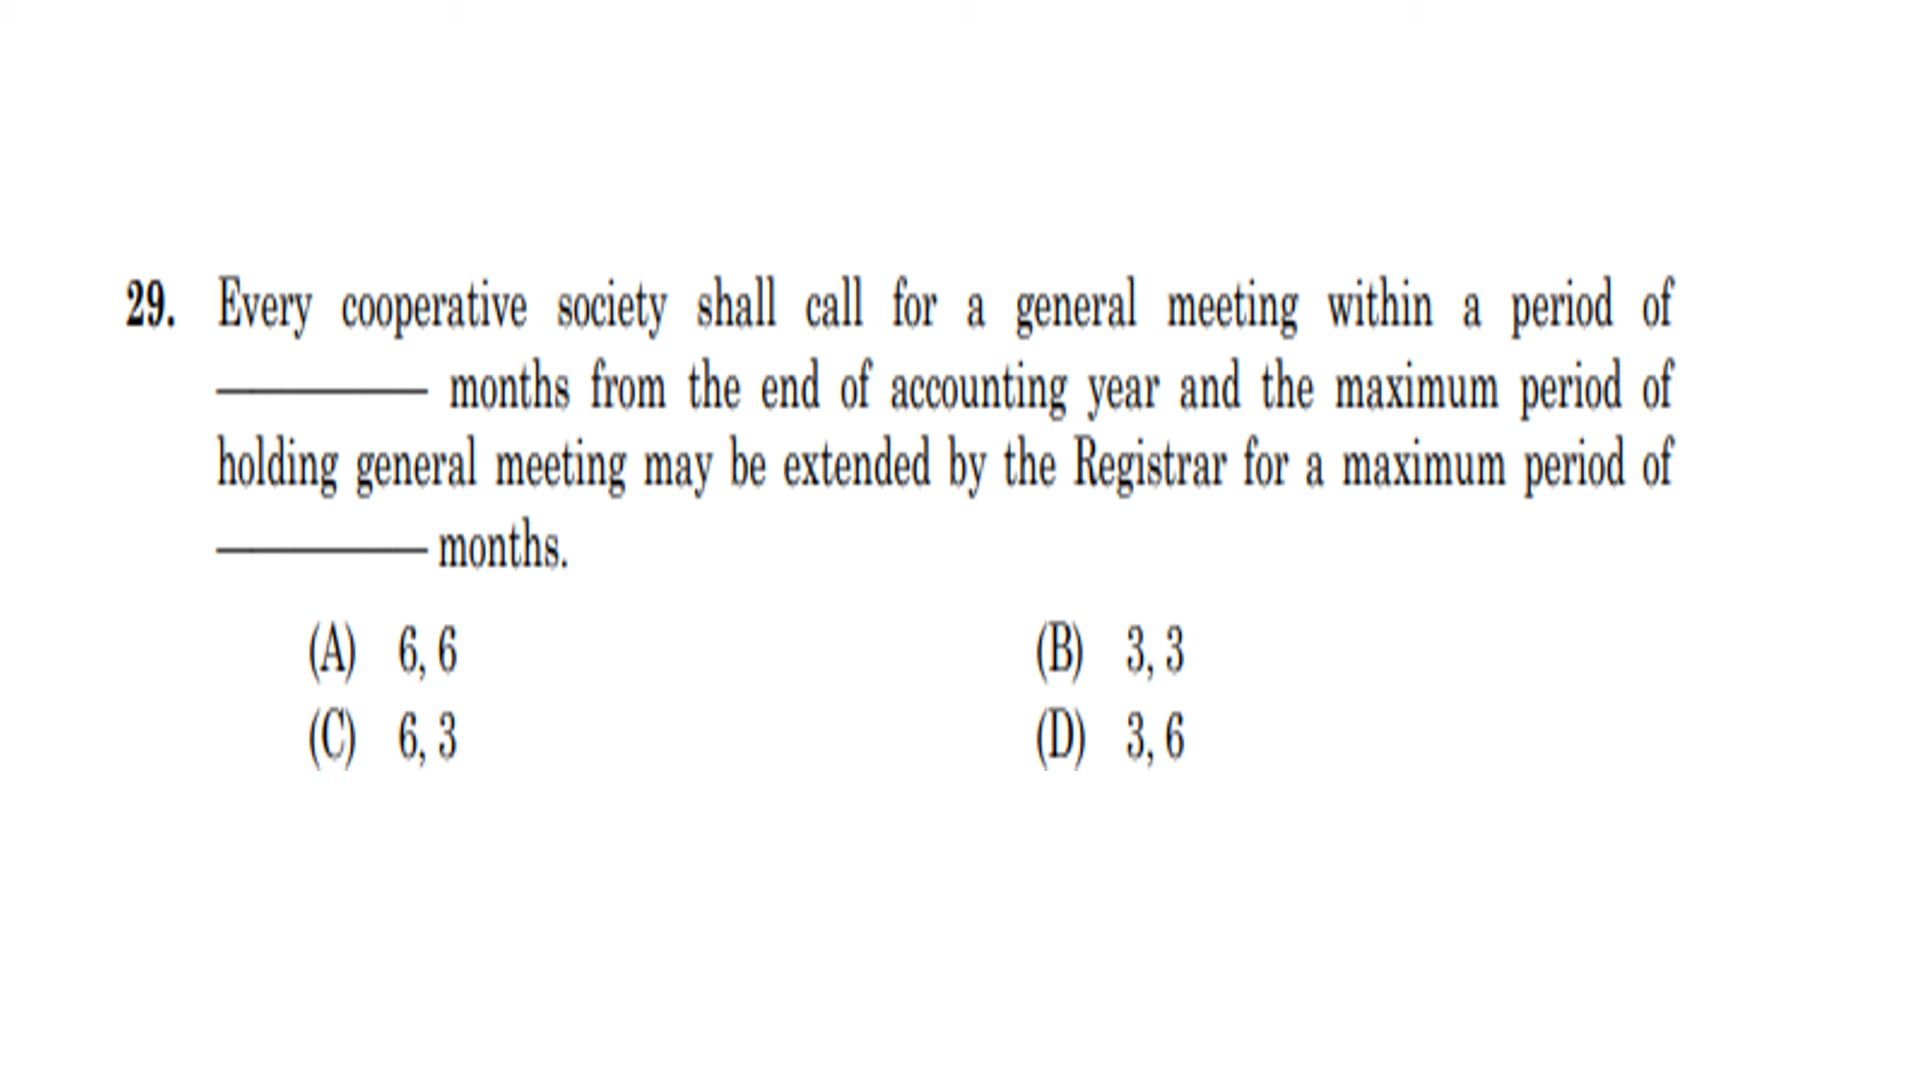 29. Every cooperative society shall call for a general meeting within a period of
———— months from the end of accounting year and the maximum period of
holding general meeting may be extended by the Registrar for a maximum period of
———— months.
(A) 6, 6 (B) 3, 3
(C) 6, 3 (D) 3, 6